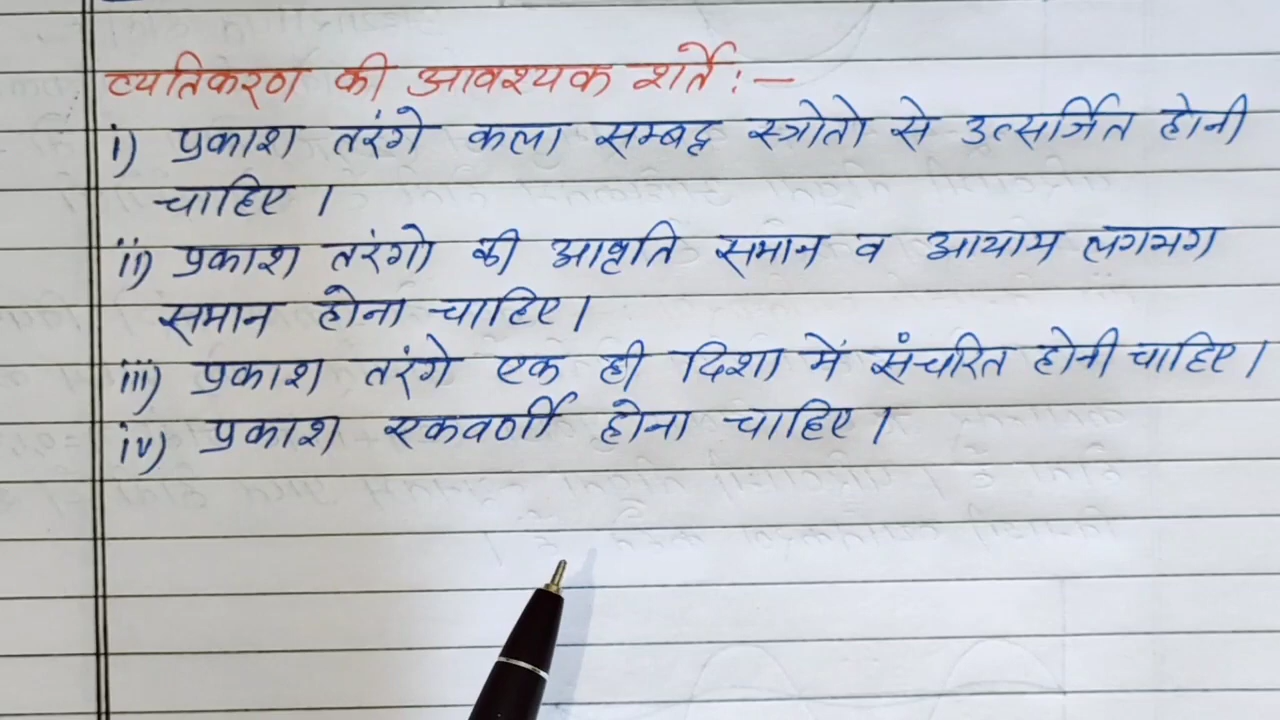 व्यतिकरण की आवश्यक शर्ते :-
i) प्रकाश तरंगे कला सम्बद्ध स्त्रोतो से उत्सर्जित होनी
चाहिए ।
ii) प्रकाश तरंगो की आवृति समान व आयाम लगभग
समान होना चाहिए ।
iii) प्रकाश तरंगे एक ही दिशा में संचरित होनी चाहिए ।
iv) प्रकाश एकवर्णी होना चाहिए ।